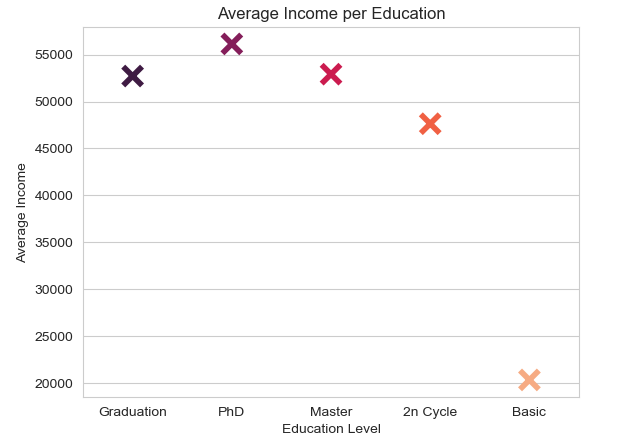 Average Income per Education
55000
50000
45000
40000
35000
30000
25000
20000
Average Income
Graduation PhD Master 2n Cycle Basic
Education Level